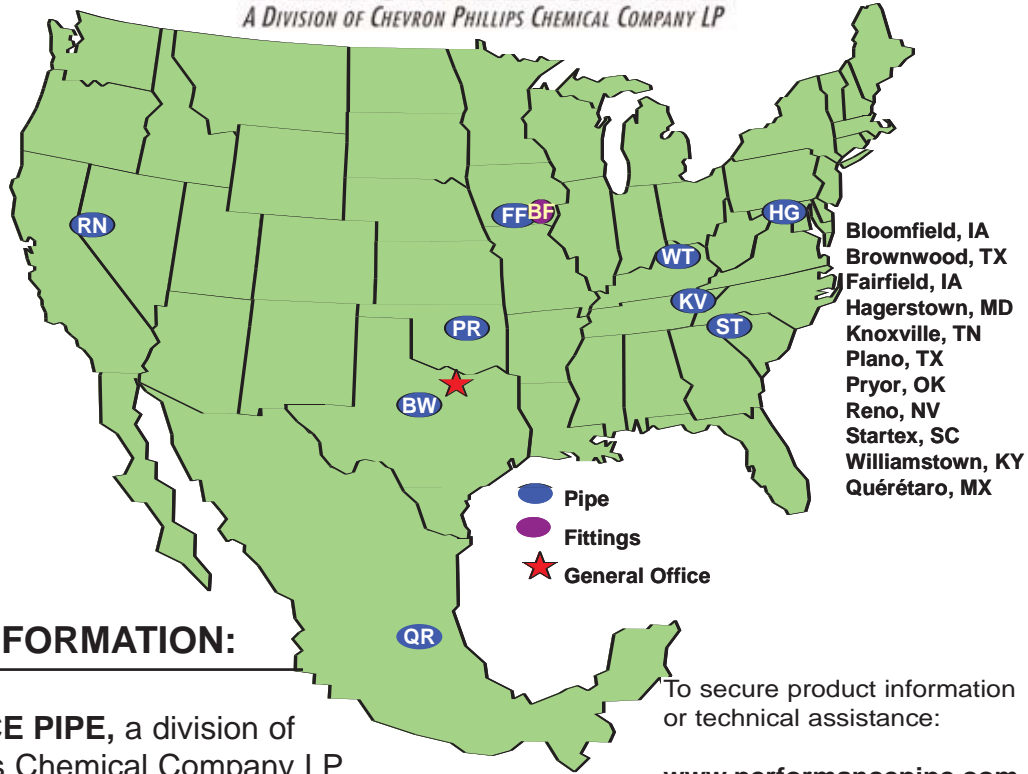 A DIVISION OF CHEVRON PHILLIPS CHEMICAL COMPANY LP
RN
FF BF
HG
WT
KV
ST
PR
BW
QR
Bloomfield, IA
Brownwood, TX
Fairfield, IA
Hagerstown, MD
Knoxville, TN
Plano, TX
Pryor, OK
Reno, NV
Startex, SC
Williamstown, KY
Quérétaro, MX
Pipe
Fittings
General Office
FORMATION:
CE PIPE, a division of
s Chemical Company LP
To secure product information
or technical assistance:
www.performancepipe.com